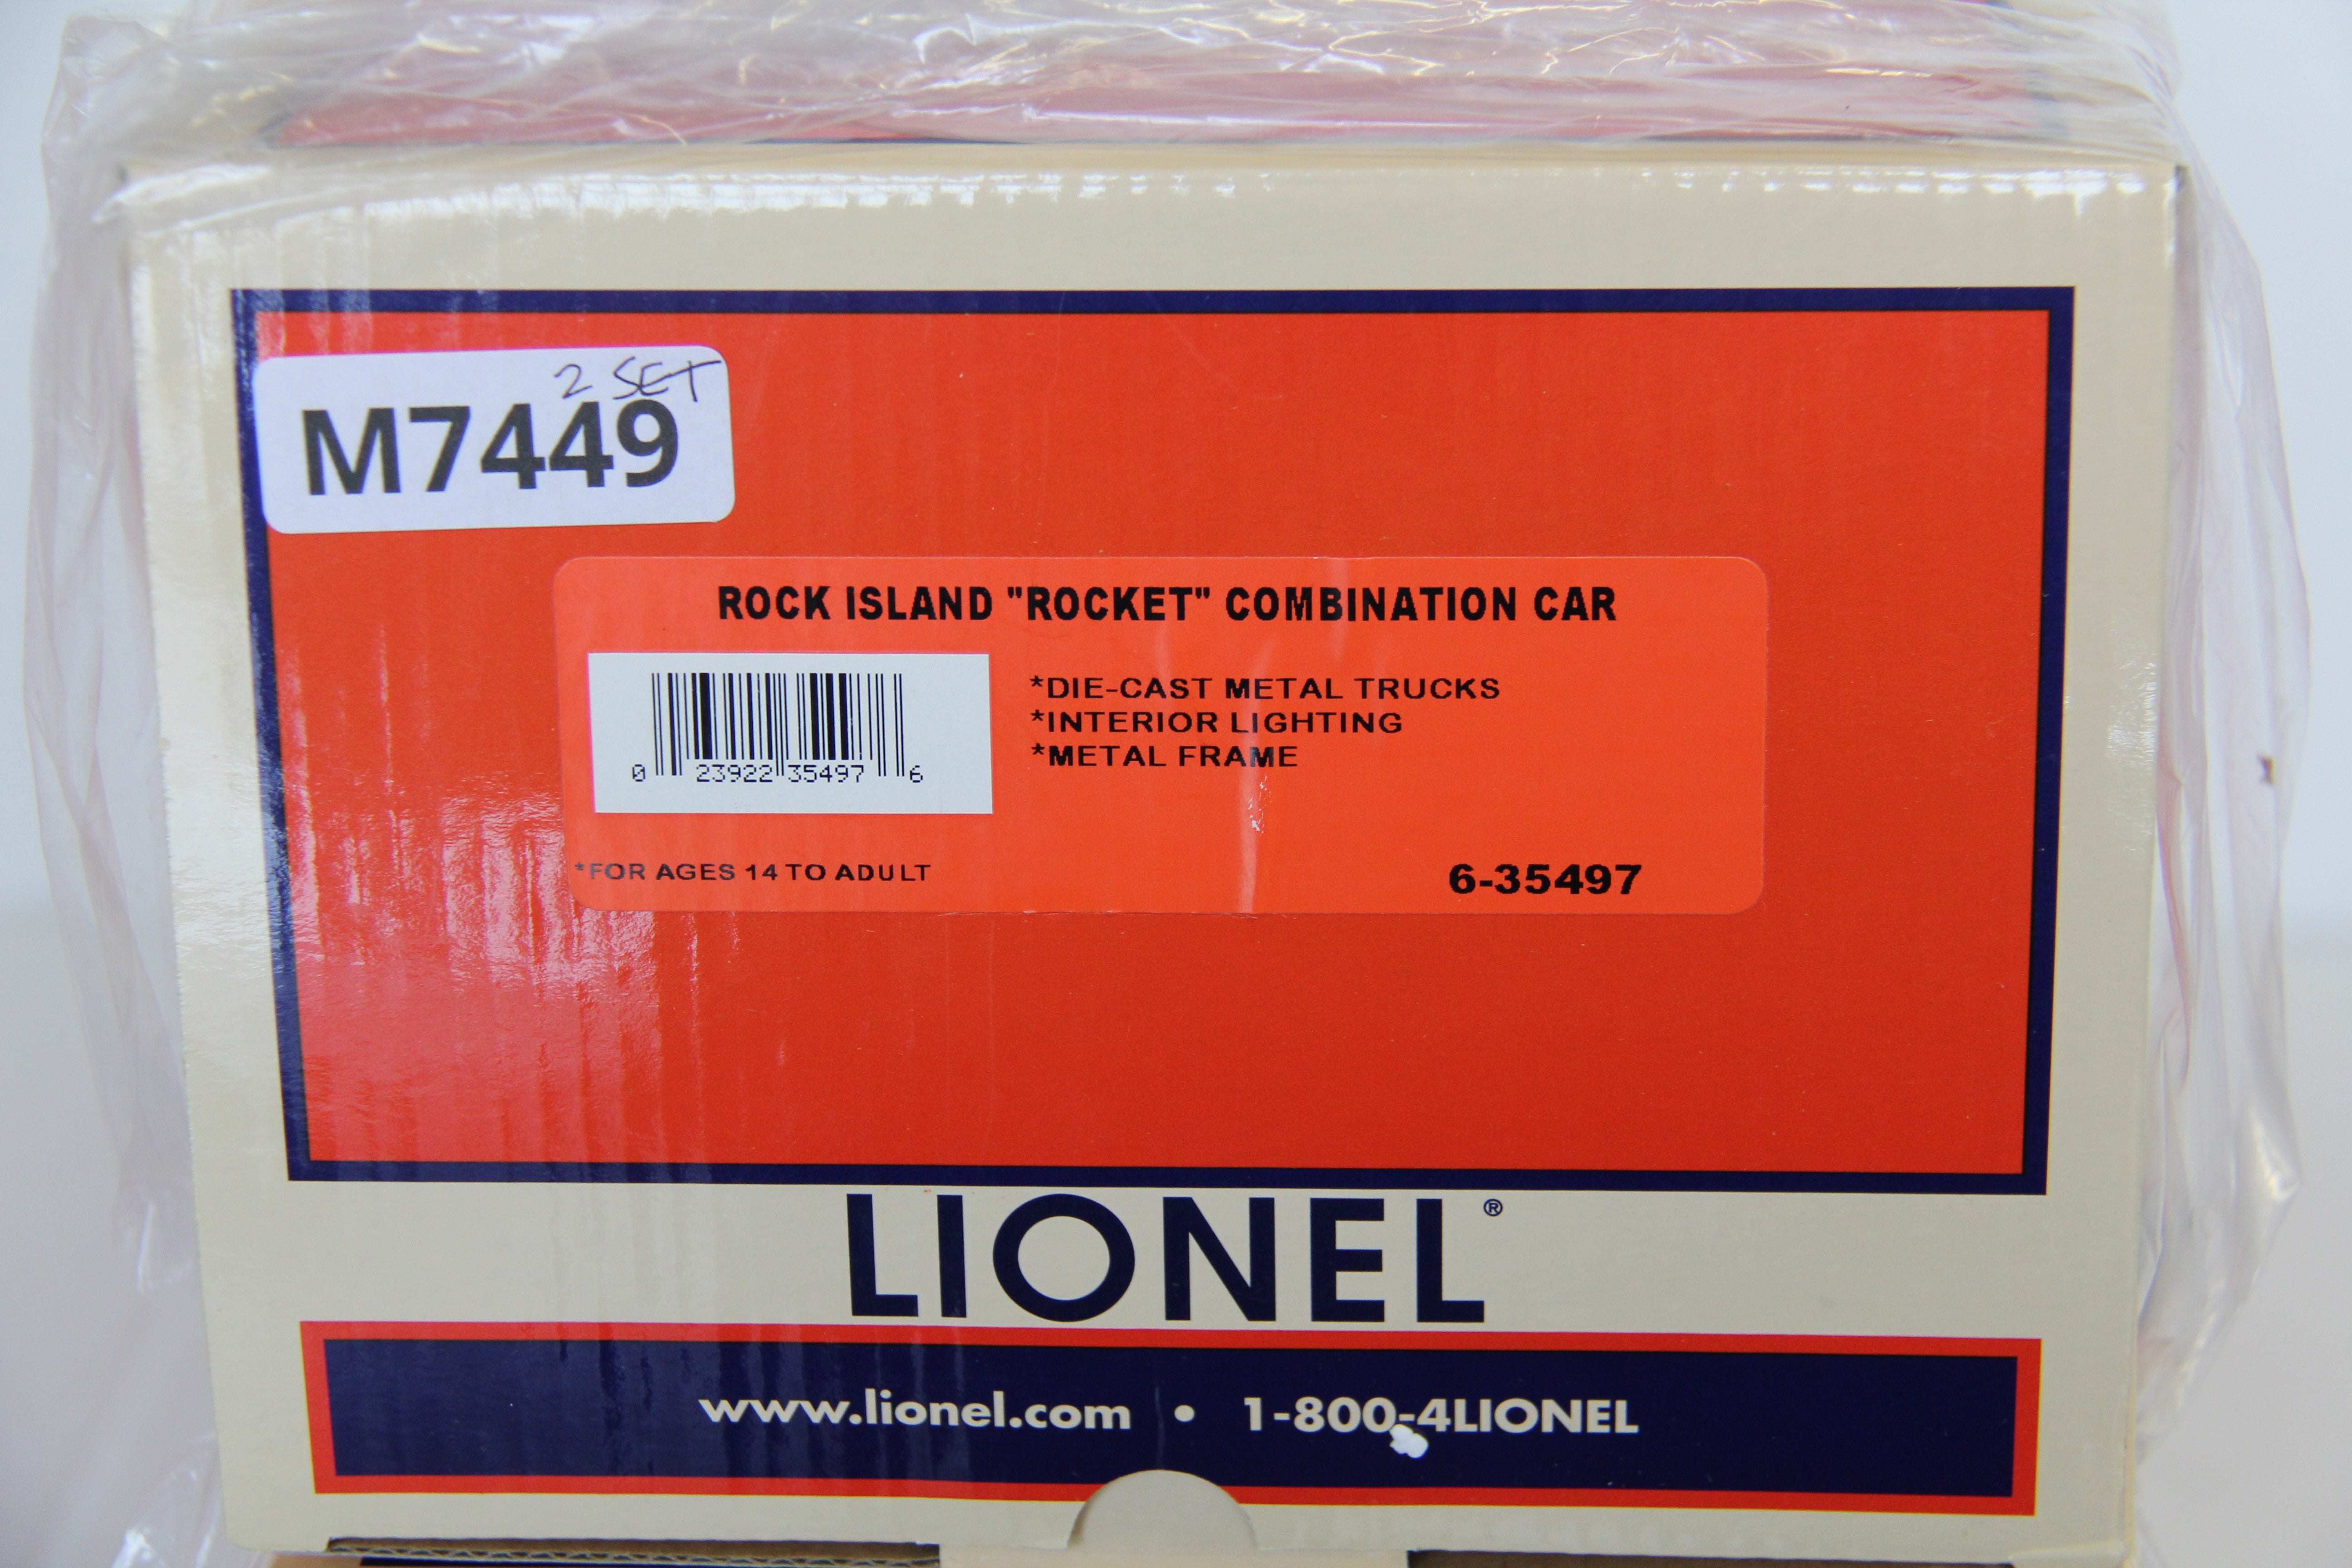 2 SET
M7449
ROCK ISLAND "ROCKET" COMBINATION CAR
*DIE-CAST METAL TRUCKS
*INTERIOR LIGHTING
*METAL FRAME
0 23922 35497 6
*FOR AGES 14 TO ADULT
6-35497
LIONEL®
www.lionel.com • 1-800-4LIONEL